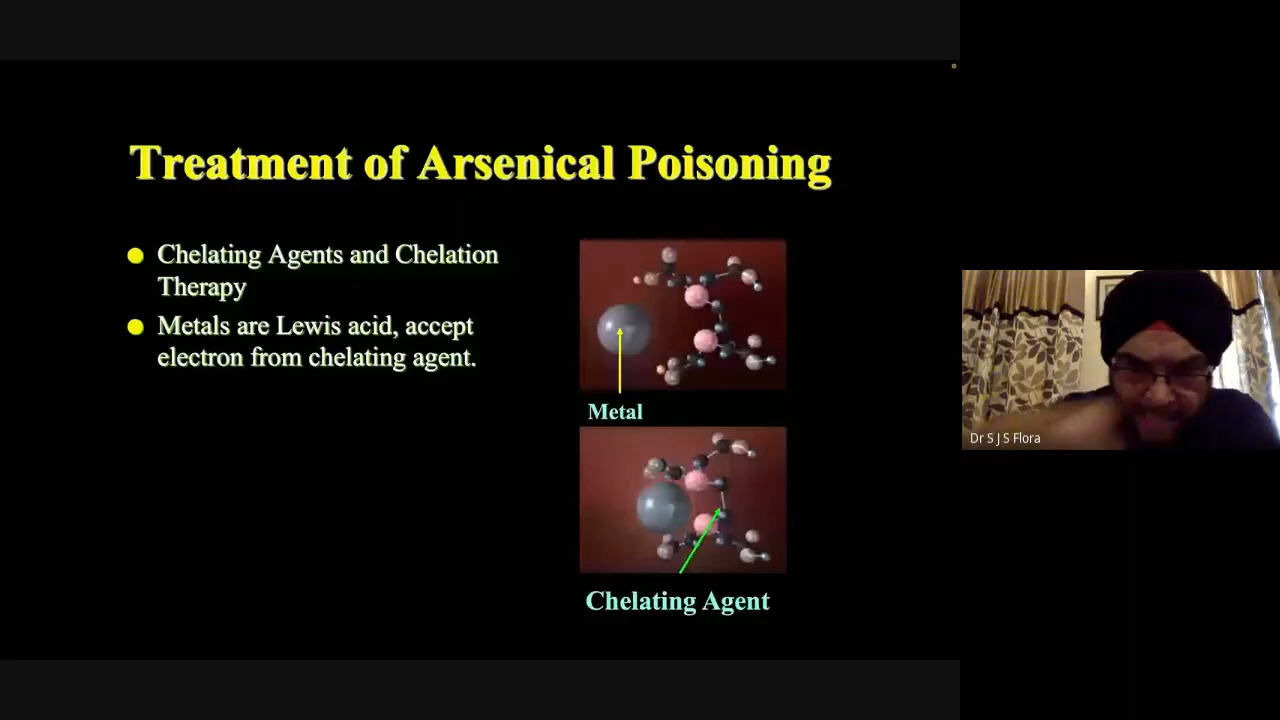 Treatment of Arsenical Poisoning
Chelating Agents and Chelation
Therapy
Metals are Lewis acid, accept
electron from chelating agent.
Metal
Chelating Agent
Dr S J S Flora